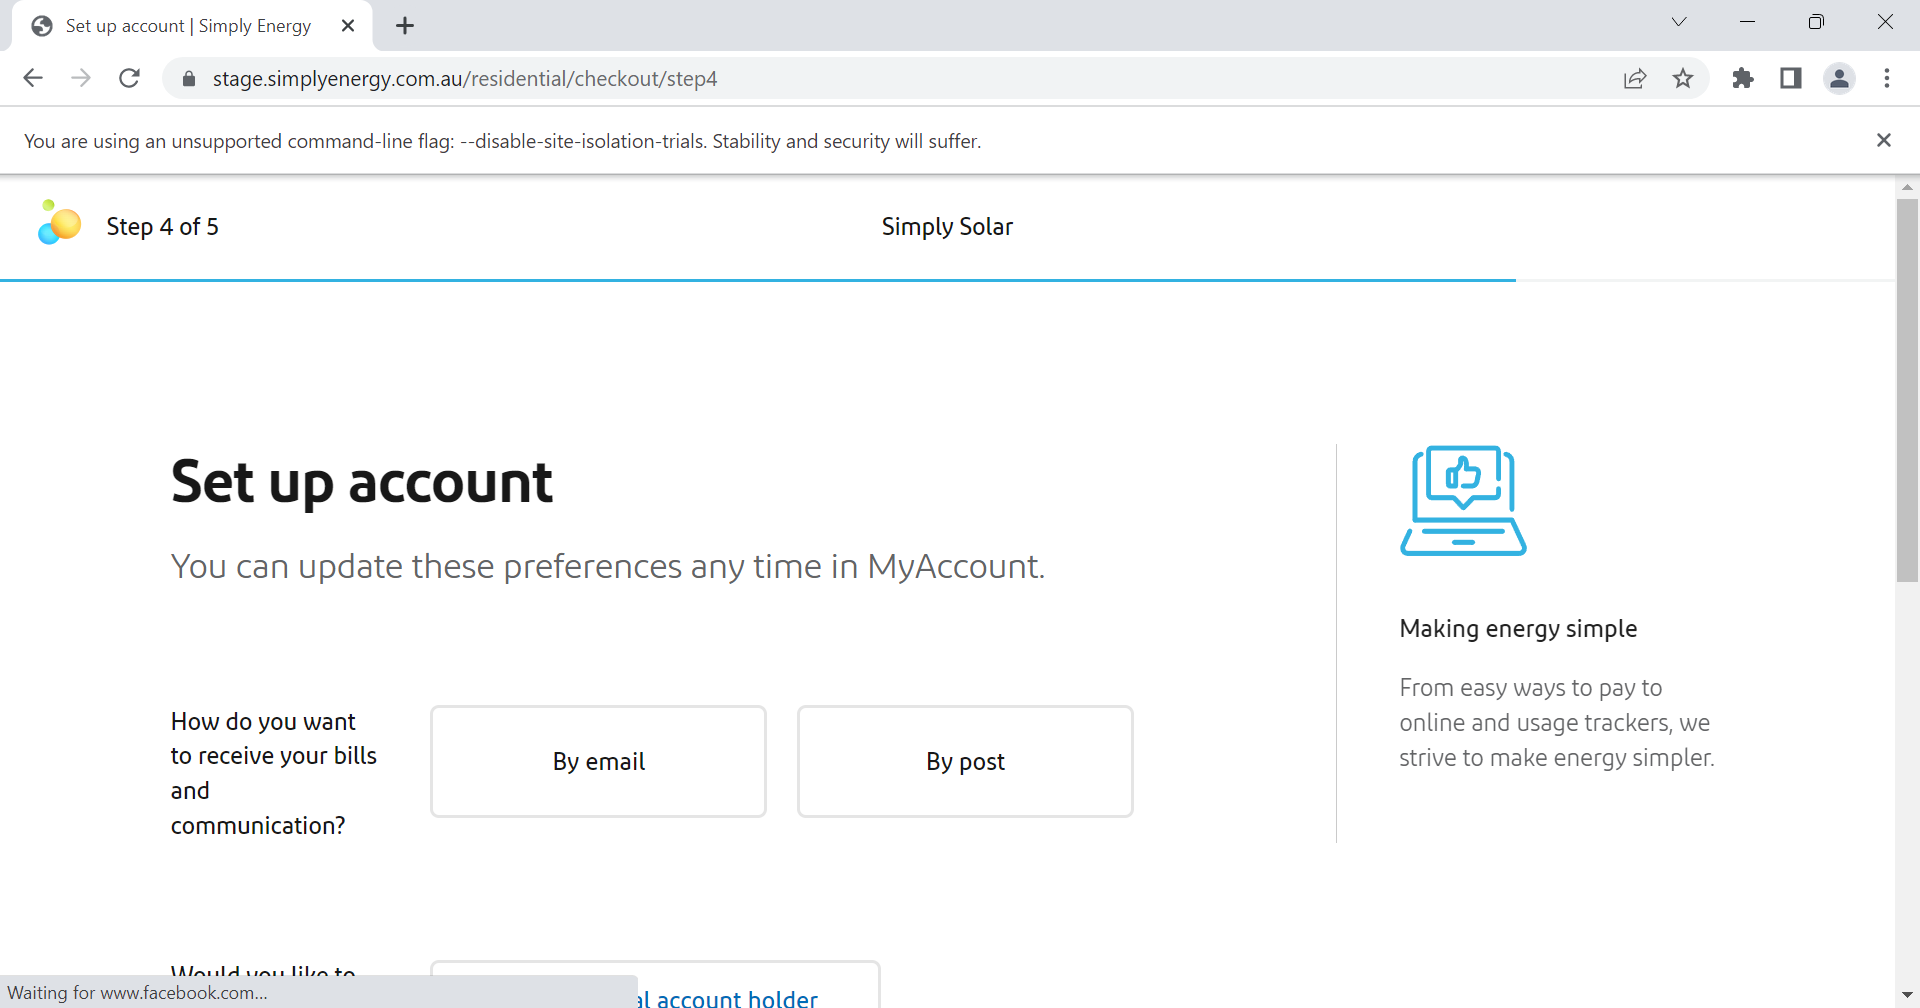 Set up account | Simply Energy
stage.simplyenergy.com.au/residential/checkout/step4
You are using an unsupported command-line flag: --disable-site-isolation-trials. Stability and security will suffer.
Step 4 of 5
Simply Solar
Set up account
You can update these preferences any time in MyAccount.
How do you want
to receive your bills
and
communication?
By email
By post
Making energy simple
From easy ways to pay to
online and usage trackers, we
strive to make energy simpler.
Would you like to
account holder
Waiting for www.facebook.com...